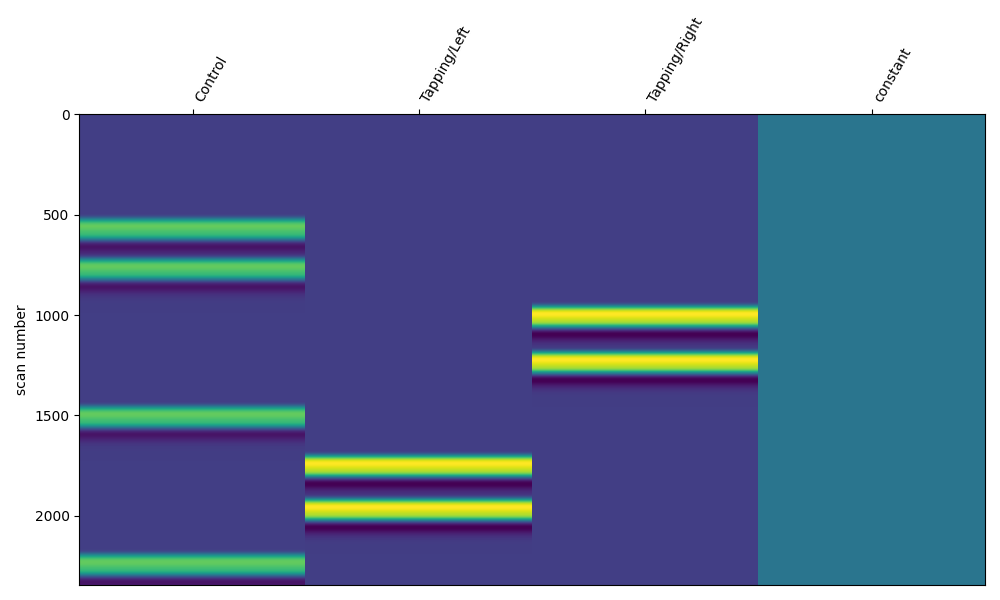 Control
Tapping/Left
Tapping/Right
constant
0
500
1000
1500
2000
scan number